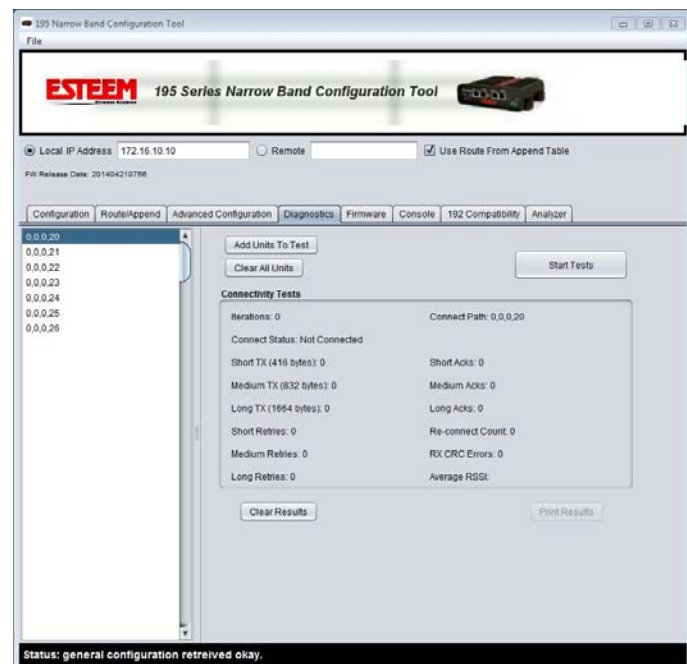 195 Narrow Band Configuration Tool
File
ESTEEM
195 Series Narrow Band Configuration Tool
Local IP Address 172.16.10.10 Remote Use Route From Append Table
FW Release Date: 201404210766
Configuration Route/Append Advanced Configuration Diagnostics Firmware Console 192 Compatibility Analyzer
0,0,0,20
0,0,0,21
0,0,0,22
0,0,0,23
0,0,0,24
0,0,0,25
0,0,0,26
Add Units To Test
Clear All Units
Start Tests
Connectivity Tests
Iterations: 0 Connect Path: 0,0,0,20
Connect Status: Not Connected
Short TX (416 bytes): 0 Short Acks: 0
Medium TX (832 bytes): 0 Medium Acks: 0
Long TX (1664 bytes): 0 Long Acks: 0
Short Retries: 0 Re-connect Count: 0
Medium Retries: 0 RX CRC Errors: 0
Long Retries: 0 Average RSSI:
Clear Results Print Results
Status: general configuration retreived okay.